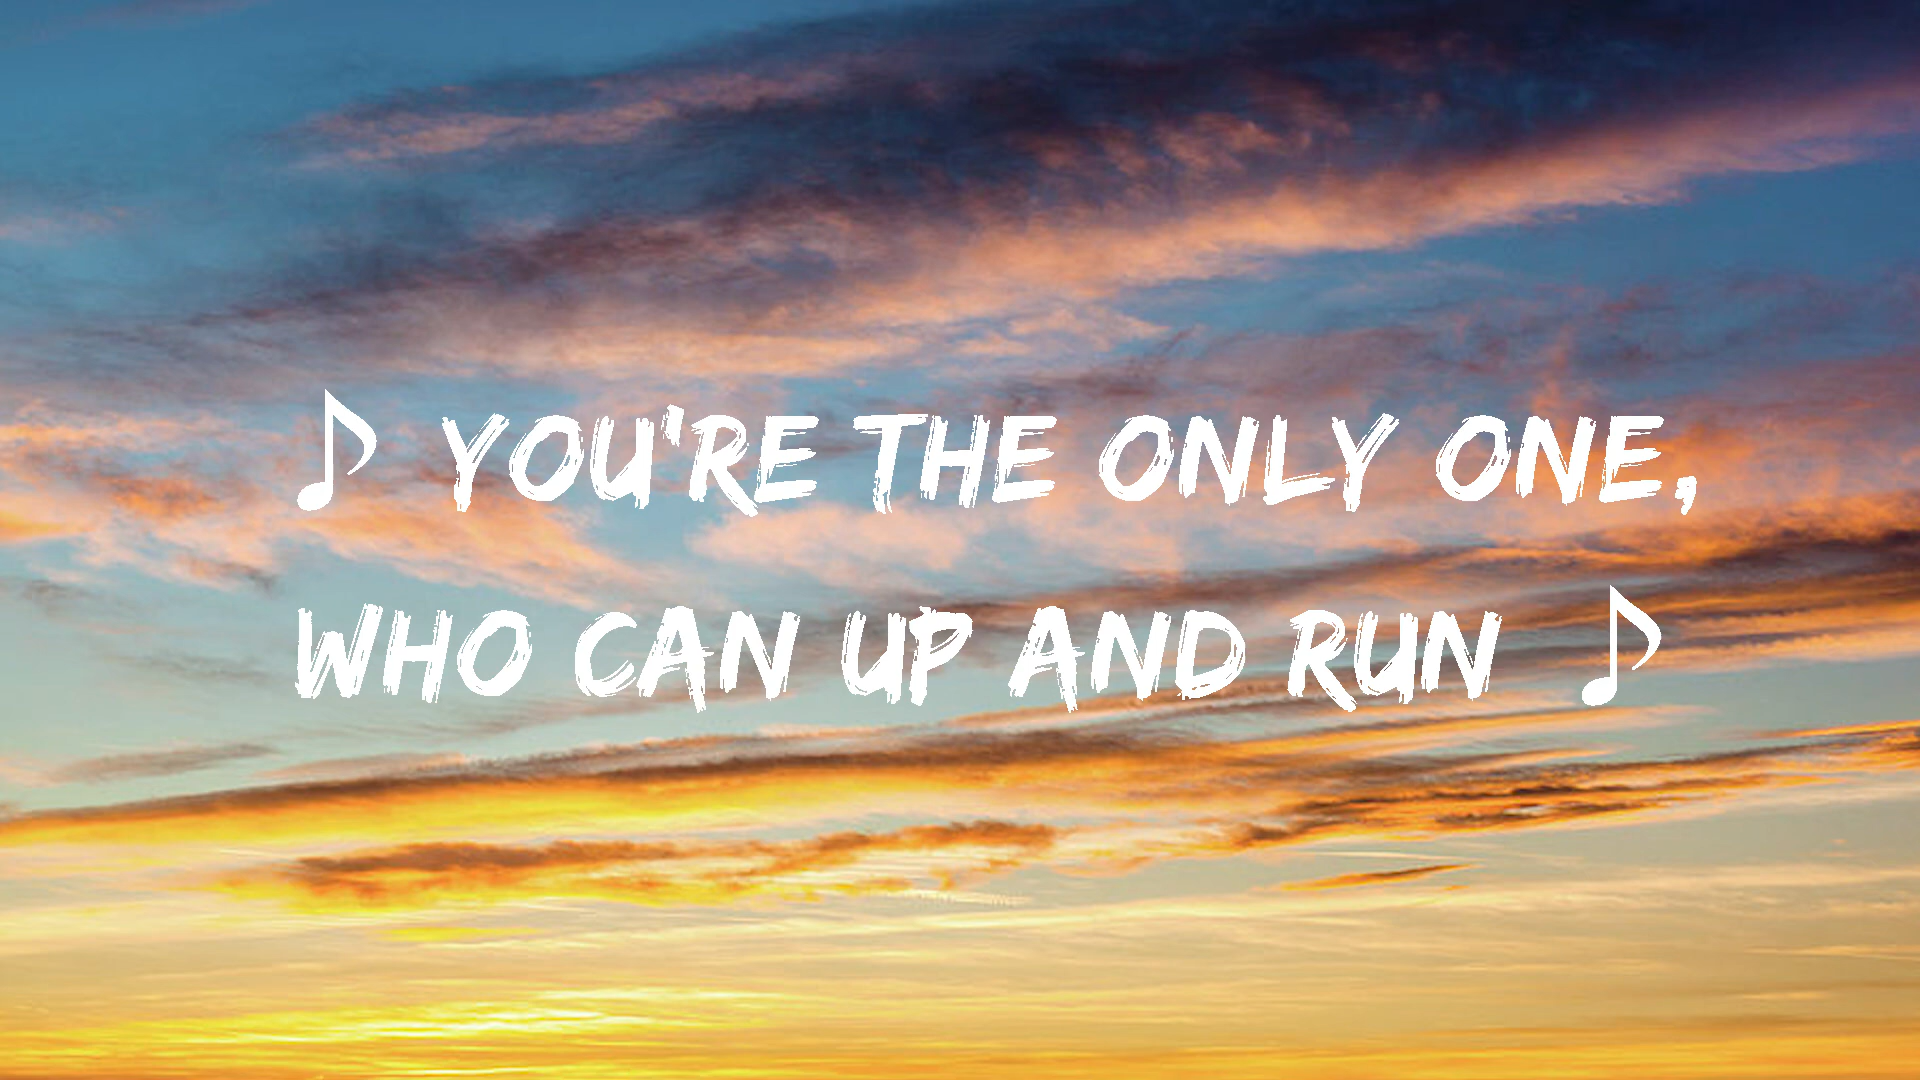 ♪ YOU'RE THE ONLY ONE,
WHO CAN UP AND RUN ♪